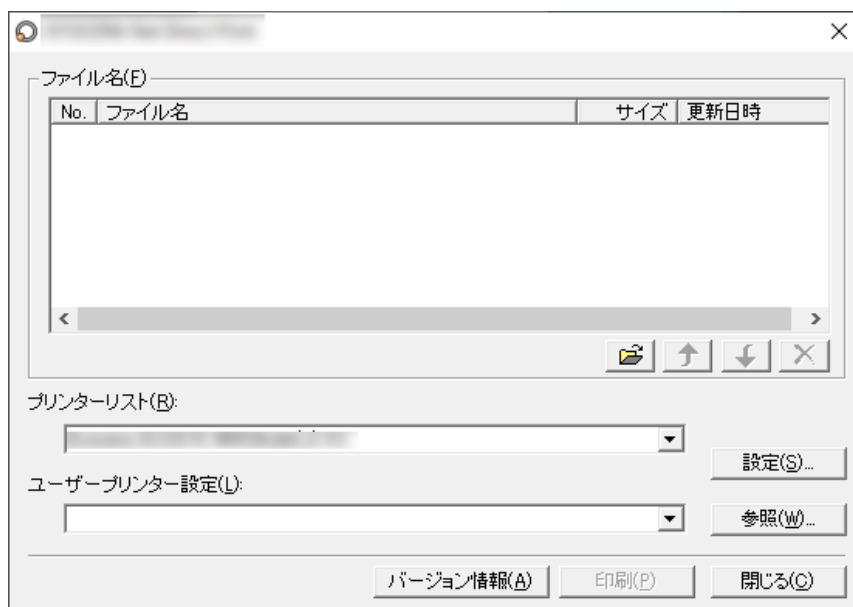 ファイル名(F)
No. ファイル名 サイズ 更新日時
プリンターリスト(R):
設定(S)...
ユーザープリンター設定(L):
参照(W)...
バージョン情報(A) 印刷(P) 閉じる(C)